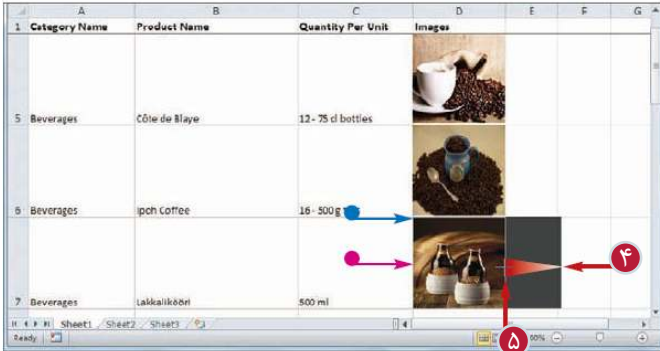 A B C D E F G
1 Category Name Product Name Quantity Per Unit Images
5 Beverages Côte de Blaye 12 - 75 cl bottles
6 Beverages Ipoh Coffee 16 - 500 g
۴
7 Beverages Lakkalikööri 500 ml
Sheet1 Sheet2 Sheet3
Ready
۵